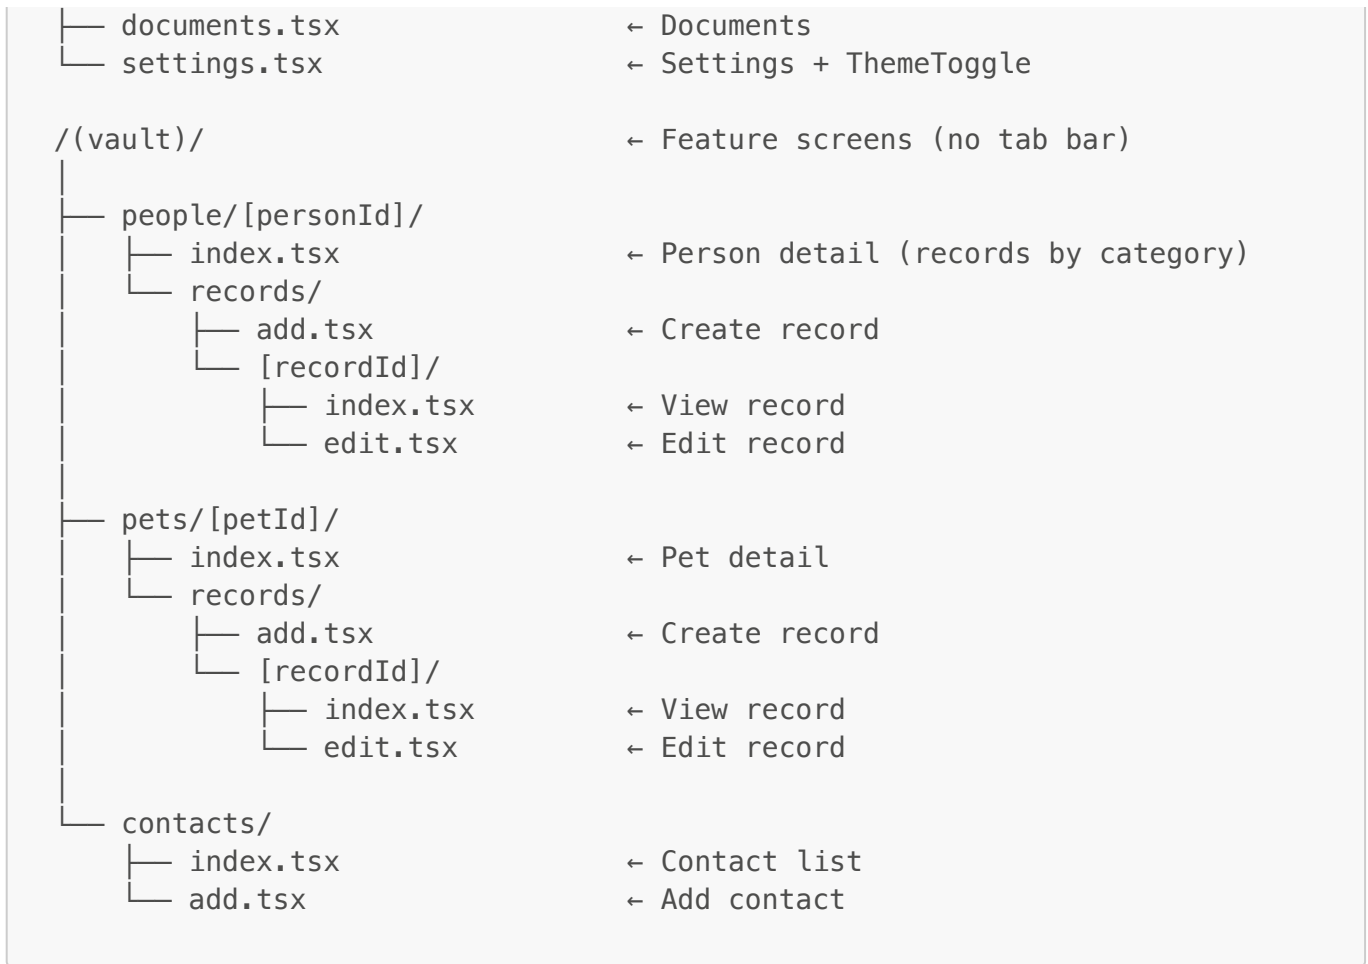 ├── documents.tsx                 ← Documents
└── settings.tsx                  ← Settings + ThemeToggle
/(vault)/                         ← Feature screens (no tab bar)
│
├── people/[personId]/
│   ├── index.tsx                 ← Person detail (records by category)
│   └── records/
│       ├── add.tsx               ← Create record
│       └── [recordId]/
│           ├── index.tsx         ← View record
│           └── edit.tsx          ← Edit record
│
├── pets/[petId]/
│   ├── index.tsx                 ← Pet detail
│   └── records/
│       ├── add.tsx               ← Create record
│       └── [recordId]/
│           ├── index.tsx         ← View record
│           └── edit.tsx          ← Edit record
│
└── contacts/
    ├── index.tsx                 ← Contact list
    └── add.tsx                   ← Add contact